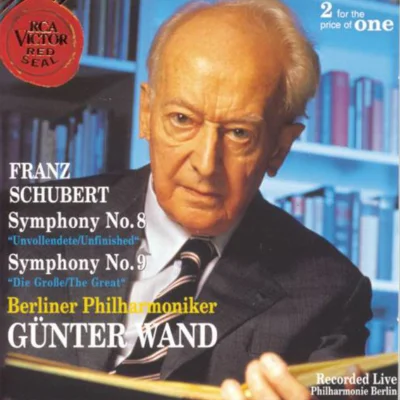 RCA
VICTOR
RED
SEAL
2 for the
price of one
FRANZ
SCHUBERT
Symphony No. 8
"Unvollendete/Unfinished"
Symphony No. 9
"Die Große/The Great"
Berliner Philharmoniker
GÜNTER WAND
Recorded Live
Philharmonie Berlin